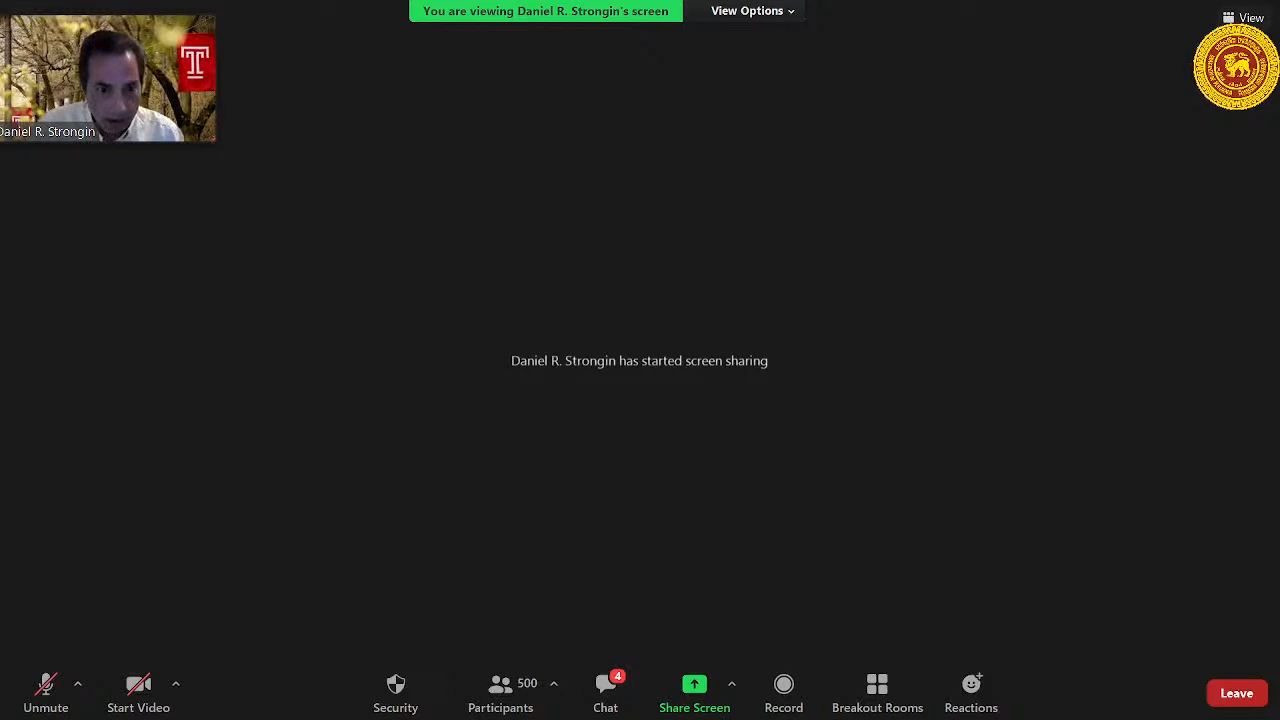 You are viewing Daniel R. Strongin's screen
View Options
View
T
Daniel R. Strongin
Daniel R. Strongin has started screen sharing
500
4
Unmute
Start Video
Security
Participants
Chat
Share Screen
Record
Breakout Rooms
Reactions
Leave